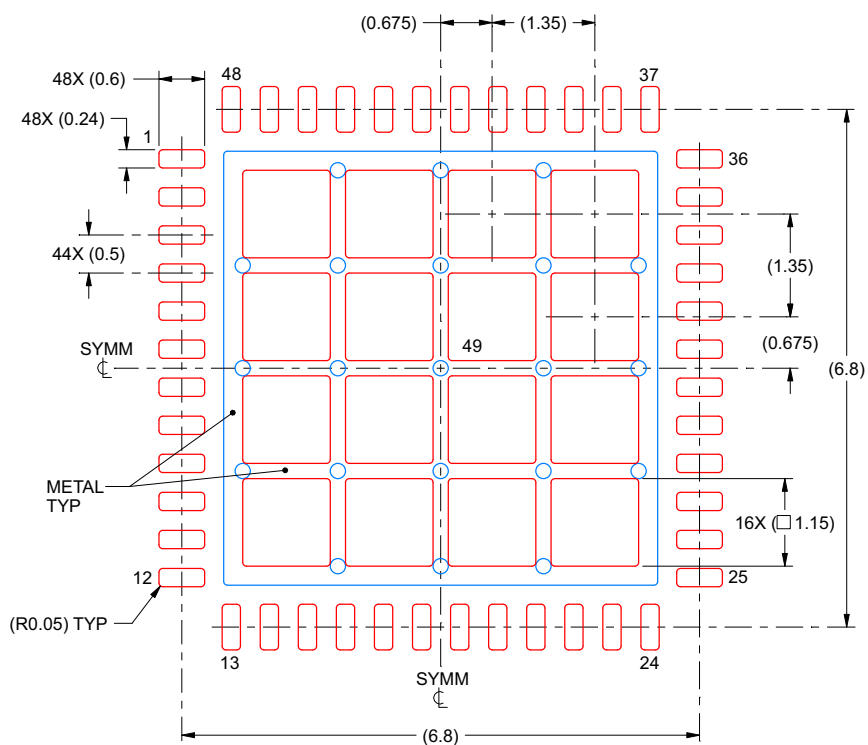 (0.675)
(1.35)
48X (0.6)
48
37
48X (0.24)
1
36
44X (0.5)
(1.35)
SYMM
℄
49
(0.675)
(6.8)
METAL
TYP
16X (□ 1.15)
12
25
(R0.05) TYP
13
24
SYMM
℄
(6.8)